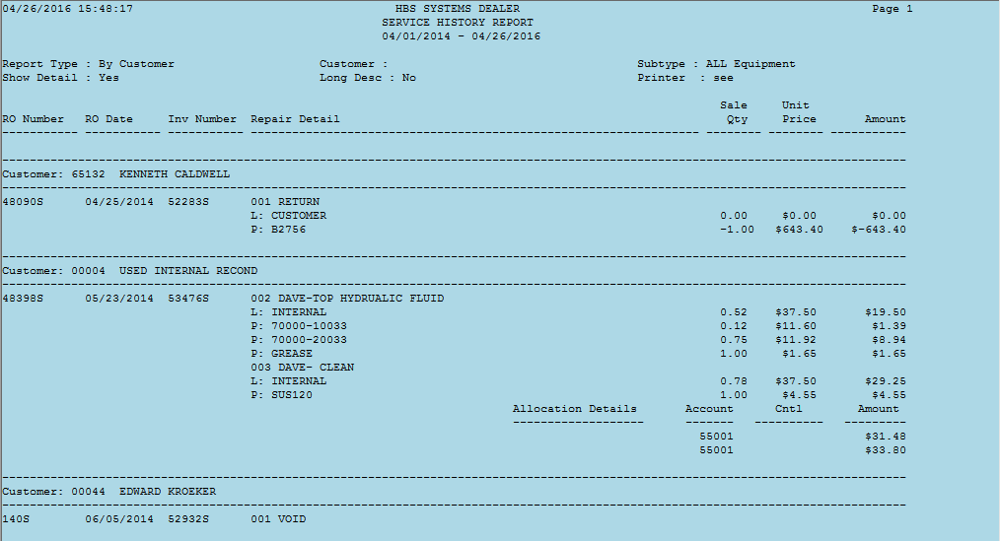 04/26/2016 15:48:17 HBS SYSTEMS DEALER Page 1
SERVICE HISTORY REPORT
04/01/2014 - 04/26/2016
Report Type : By Customer Customer : Subtype : ALL Equipment
Show Detail : Yes Long Desc : No Printer : see
Sale Unit
RO Number RO Date Inv Number Repair Detail Qty Price Amount
Customer: 65132 KENNETH CALDWELL
48090S 04/25/2014 52283S 001 RETURN
L: CUSTOMER 0.00 $0.00 $0.00
P: B2756 -1.00 $643.40 $-643.40
Customer: 00004 USED INTERNAL RECOND
48398S 05/23/2014 53476S 002 DAVE-TOP HYDRUALIC FLUID
L: INTERNAL 0.52 $37.50 $19.50
P: 70000-10033 0.12 $11.60 $1.39
P: 70000-20033 0.75 $11.92 $8.94
P: GREASE 1.00 $1.65 $1.65
003 DAVE- CLEAN
L: INTERNAL 0.78 $37.50 $29.25
P: SUS120 1.00 $4.55 $4.55
Allocation Details Account Cntl Amount
55001 $31.48
55001 $33.80
Customer: 00044 EDWARD KROEKER
140S 06/05/2014 52932S 001 VOID